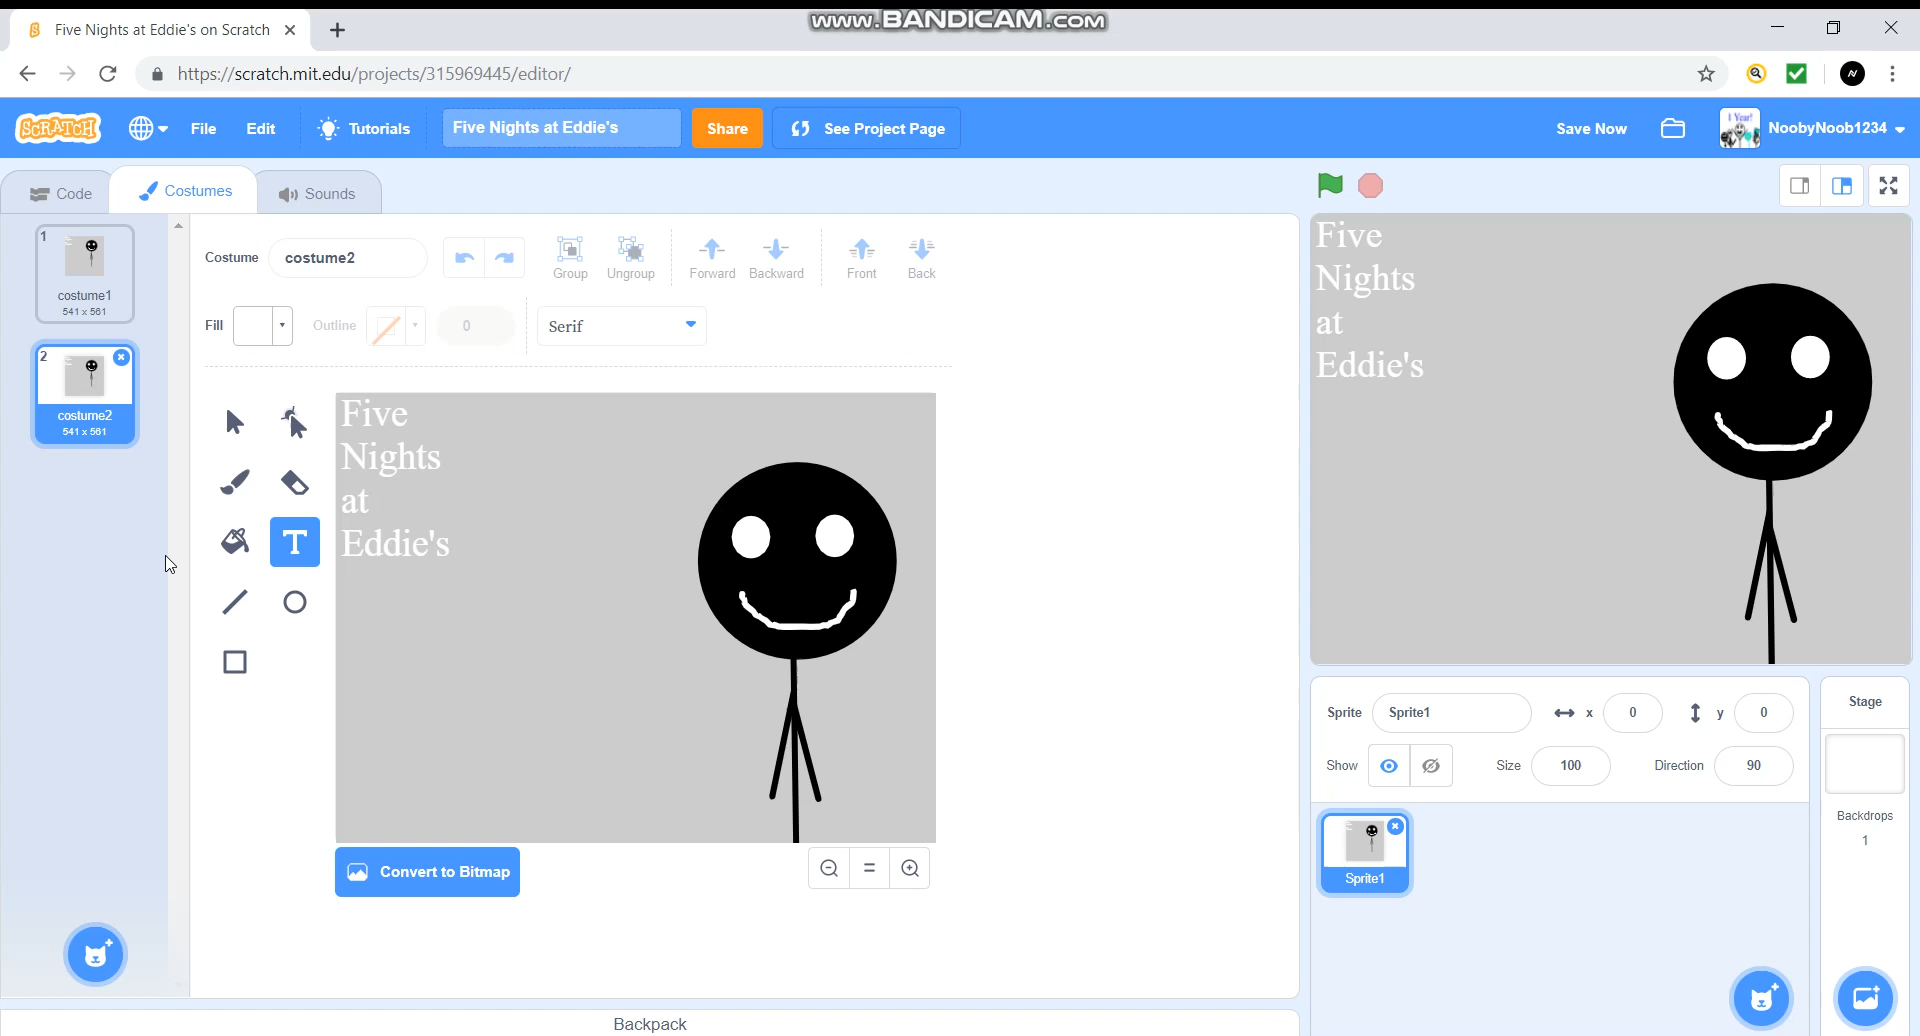 www.BANDICAM.com
Five Nights at Eddie's on Scratch
https://scratch.mit.edu/projects/315969445/editor/
SCRATCH
File
Edit
Tutorials
Five Nights at Eddie's
Share
See Project Page
Save Now
1 Year!
NoobyNoob1234
Code
Costumes
Sounds
1
costume1
541 x 561
2
costume2
541 x 561
Costume
costume2
Group
Ungroup
Forward
Backward
Front
Back
Fill
Outline
0
Serif
T
Five
Nights
at
Eddie's
Convert to Bitmap
Five
Nights
at
Eddie's
Sprite
Sprite1
x
0
y
0
Show
Size
100
Direction
90
Sprite1
Stage
Backdrops
1
Backpack